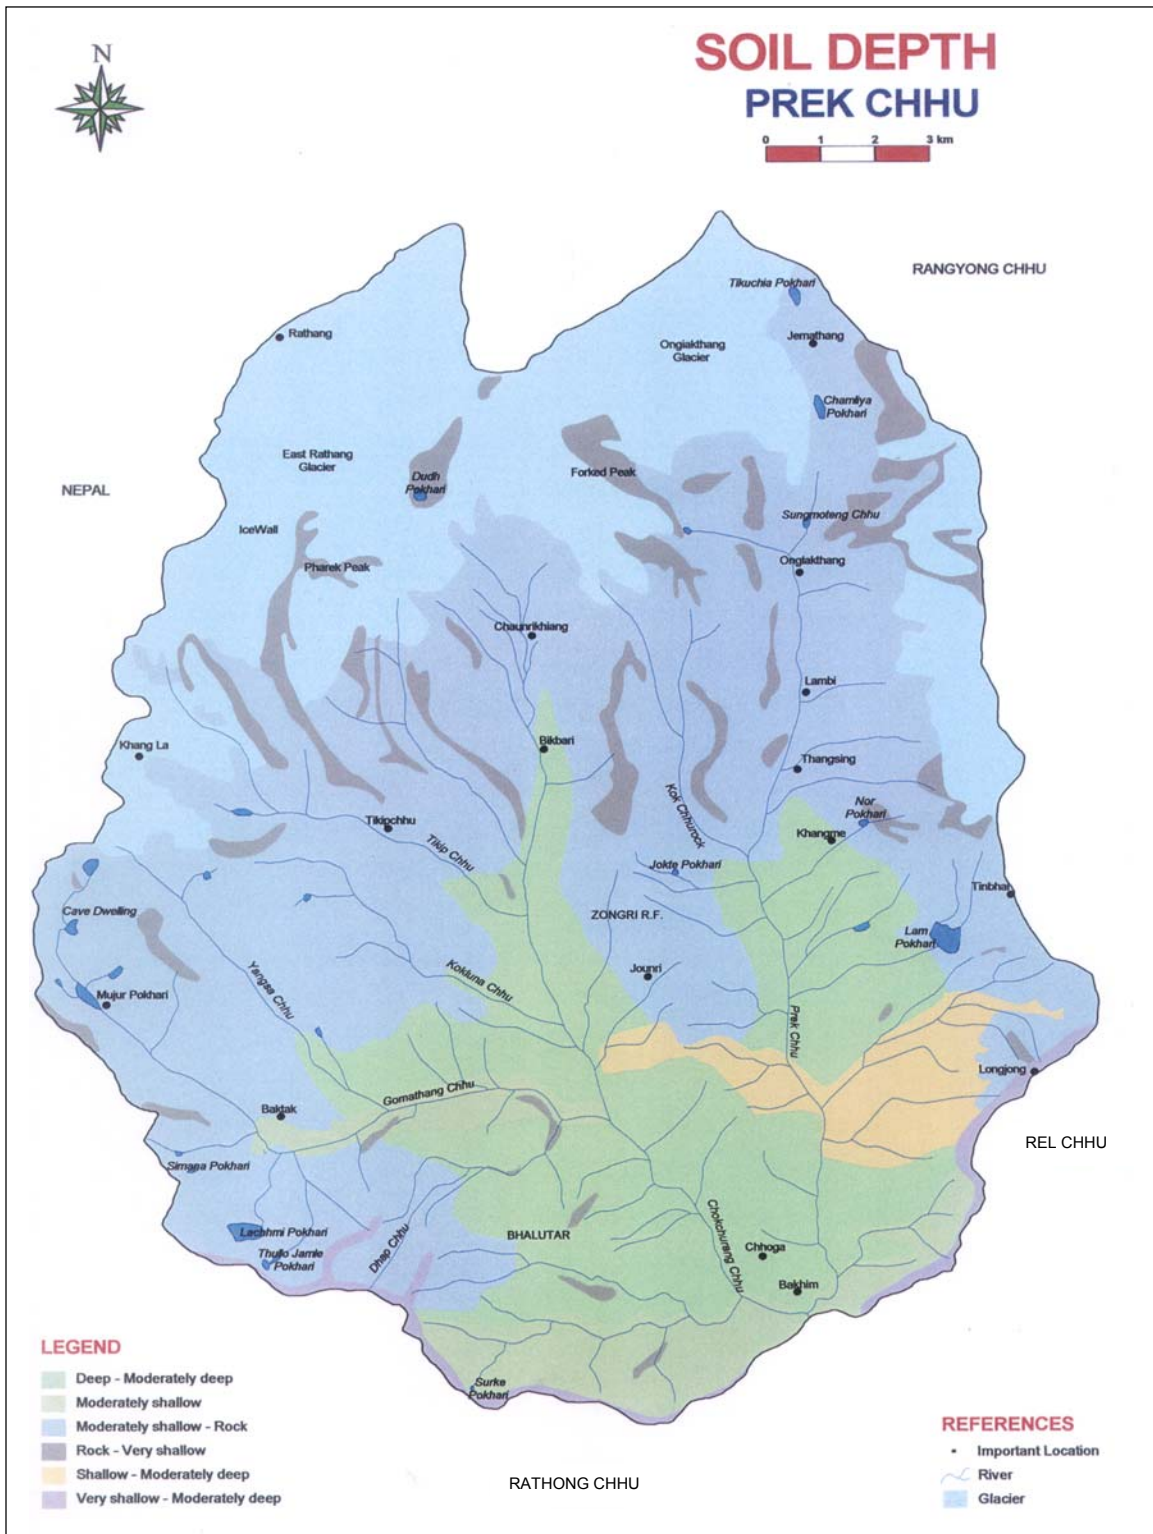 SOIL DEPTH
PREK CHHU
N
0 1 2 3 km
RANGYONG CHHU
Tikuchia Pokhari
Rathang
Jemathang
Ongiakthang
Glacier
Chamliya
Pokhari
East Rathang
Glacier
Forked Peak
Dudh
Pokhari
NEPAL
Sungmoteng Chhu
IceWall
Pharek Peak
Ongiakthang
Chaunrikhiang
Lambi
Khang La
Bikbari
Thangsing
Kok Chhurock
Nor
Pokhari
Tikipchhu
Khangme
Tikip Chhu
Jokte Pokhari
Tinbhai
Cave Dwelling
ZONGRI R.F.
Lam
Pokhari
Yangsa Chhu
Kokluna Chhu
Jounri
Mujur Pokhari
Prek Chhu
Longjong
Gomathang Chhu
Baktak
REL CHHU
Simana Pokhari
Chokchurang Chhu
Lachhmi Pokhari
Dhap Chhu
BHALUTAR
Thulo Jamle
Pokhari
Chhoga
Bakhim
Surke
Pokhari
LEGEND
Deep - Moderately deep
Moderately shallow
Moderately shallow - Rock
Rock - Very shallow
Shallow - Moderately deep
Very shallow - Moderately deep
REFERENCES
Important Location
River
Glacier
RATHONG CHHU